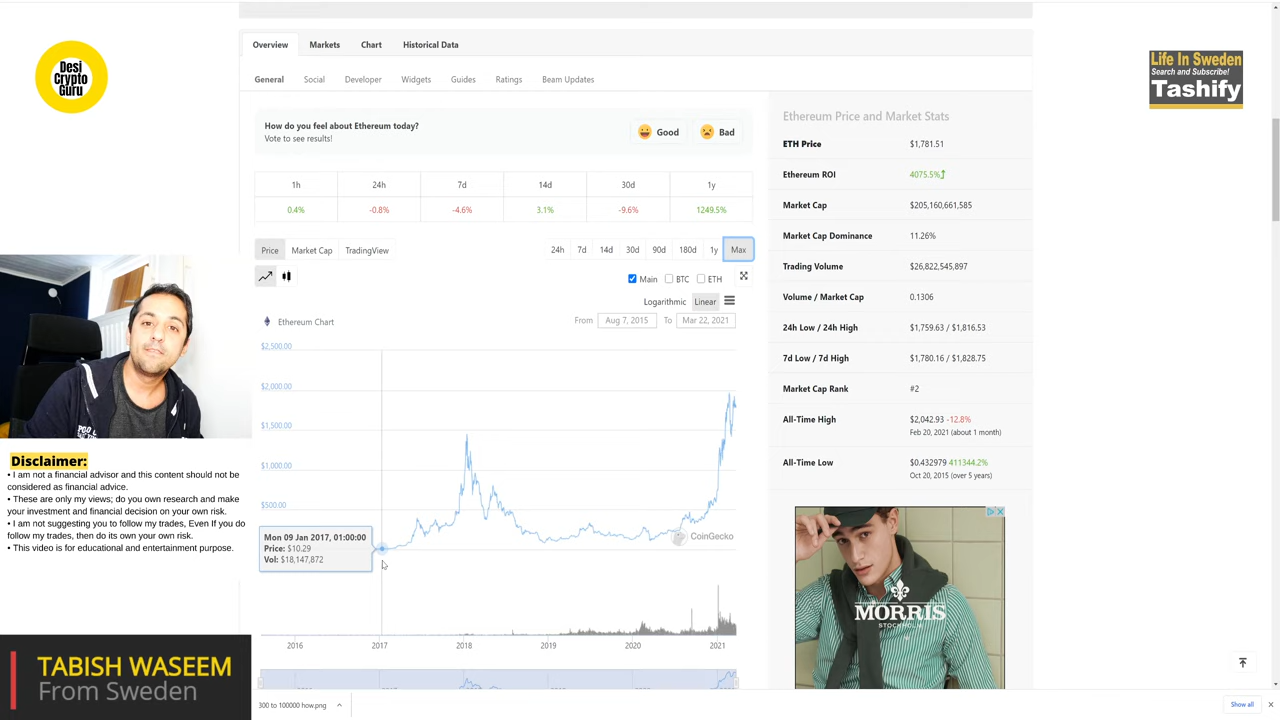 Desi
Crypto
Guru
Life In Sweden
Search and Subscribe!
Tashify
Overview
Markets
Chart
Historical Data
General
Social
Developer
Widgets
Guides
Ratings
Beam Updates
How do you feel about Ethereum today?
Vote to see results!
Good
Bad
1h 24h 7d 14d 30d 1y
0.4% -0.8% -4.6% 3.1% -9.6% 1249.5%
Price Market Cap TradingView
24h 7d 14d 30d 90d 180d 1y Max
Main BTC ETH
Logarithmic Linear
Ethereum Chart
From Aug 7, 2015 To Mar 22, 2021
$2,500.00
$2,000.00
$1,500.00
$1,000.00
$500.00
Mon 09 Jan 2017, 01:00:00
Price: $10.29
Vol: $18,147,872
CoinGecko
2016 2017 2018 2019 2020 2021
Ethereum Price and Market Stats
ETH Price $1,781.51
Ethereum ROI 4075.5%
Market Cap $205,160,661,585
Market Cap Dominance 11.26%
Trading Volume $26,822,545,897
Volume / Market Cap 0.1306
24h Low / 24h High $1,759.63 / $1,816.53
7d Low / 7d High $1,780.16 / $1,828.75
Market Cap Rank #2
All-Time High $2,042.93 -12.8%
Feb 20, 2021 (about 1 month)
All-Time Low $0.432979 411344.2%
Oct 20, 2015 (over 5 years)
MORRIS
STOCKHOLM
Disclaimer:
• I am not a financial advisor and this content should not be
considered as financial advice.
• These are only my views; do you own research and make
your investment and financial decision on your own risk.
• I am not suggesting you to follow my trades, Even If you do
follow my trades, then do its own your own risk.
• This video is for educational and entertainment purpose.
TABISH WASEEM
From Sweden
300 to 100000 how.png
Show all